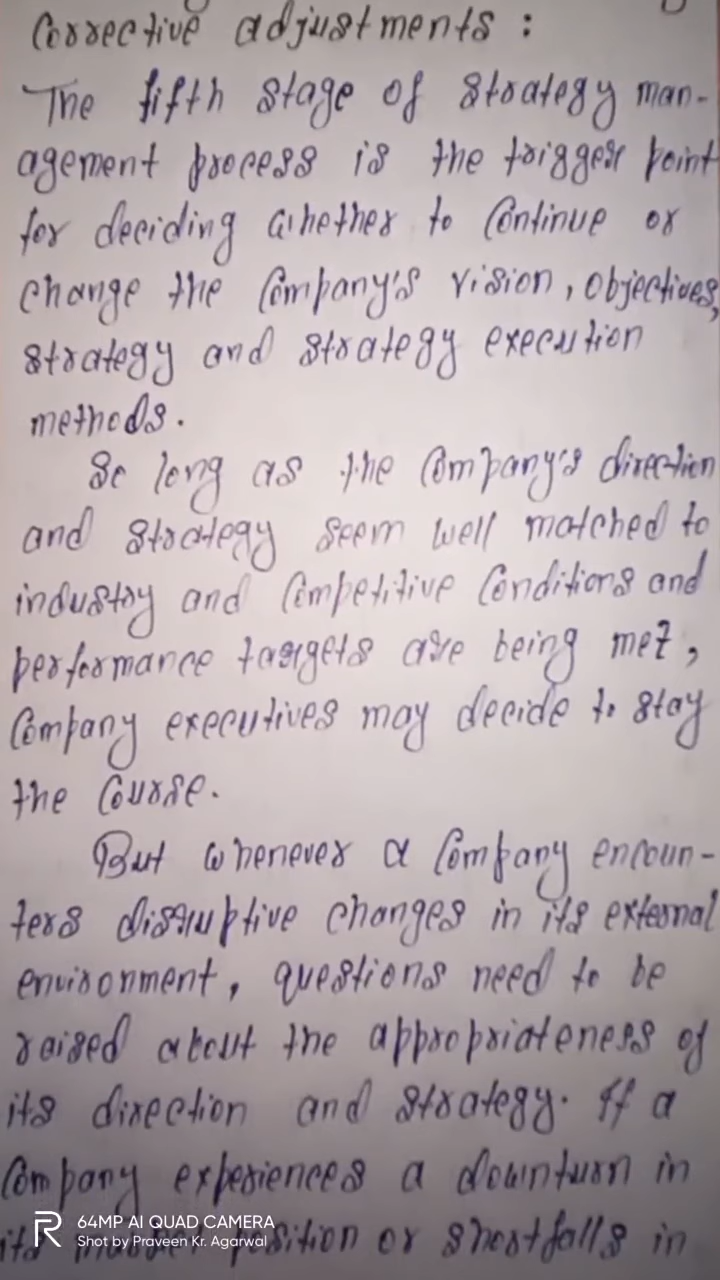 Corrective adjustments :
The fifth stage of strategy man-
agement process is the trigger point
for deciding whether to Continue or
change the Company's vision, objectives,
strategy and strategy execution
methods.
So long as the Company's direction
and strategy seem well matched to
industry and Competitive Conditions and
performance targets are being met,
Company executives may decide to stay
the Course.
But whenever a Company encoun-
ters disruptive changes in its external
environment, questions need to be
raised about the appropriateness of
its direction and strategy. If a
Company experiences a downturn in
its position or shortfalls in
R 64MP AI QUAD CAMERA
Shot by Praveen Kr. Agarwal